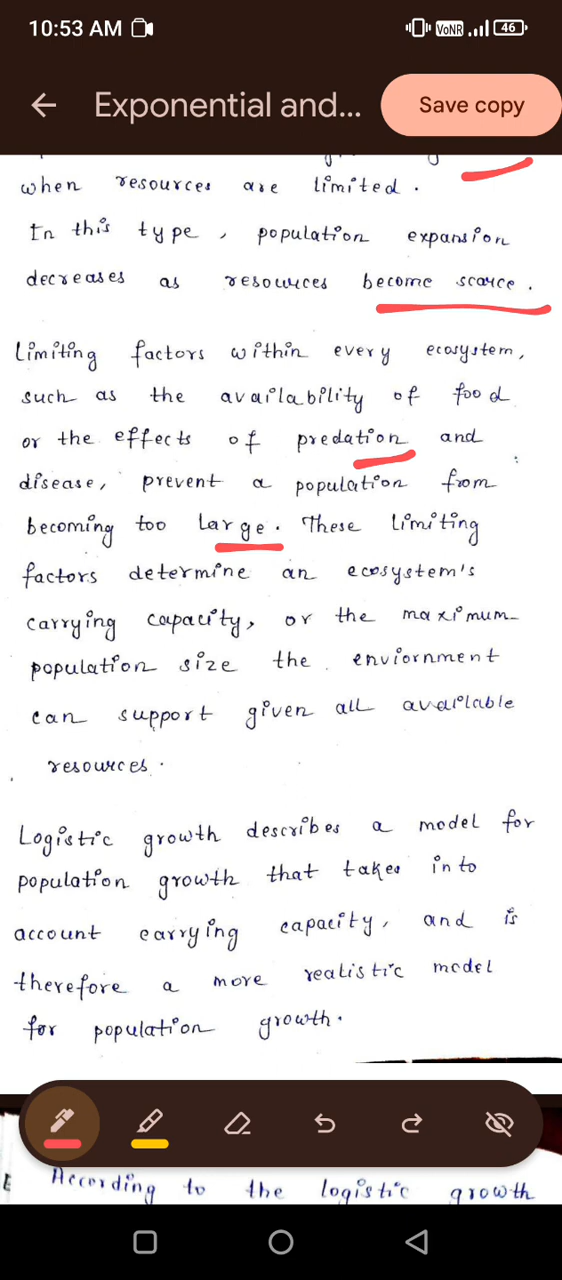 10:53 AM VoNR 46
Exponential and... Save copy
when resources are limited.
In this type, population expansion
decreases as resources become scarce.
Limiting factors within every ecosystem,
such as the availability of food
or the effects of predation and
disease, prevent a population from
becoming too large. These limiting
factors determine an ecosystem's
carrying capacity, or the maximum
population size the enviornment
can support given all available
resources.
Logistic growth describes a model for
population growth that takes into
account carrying capacity, and is
therefore a more realistic model
for population growth.
According to the logistic growth